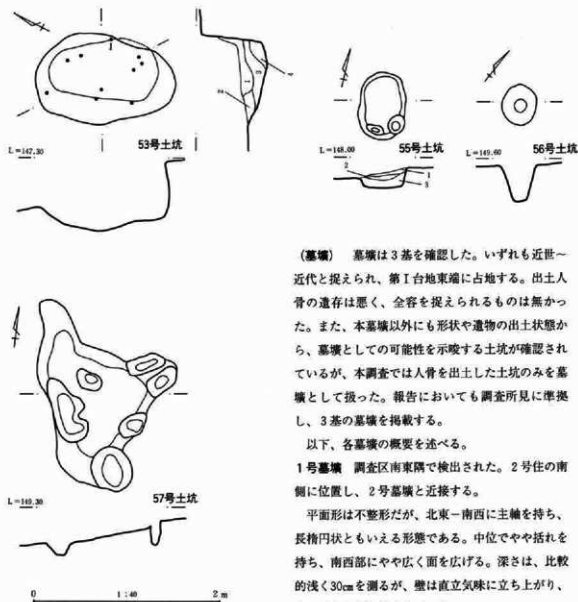 53号土坑
L=147.30
1
2
3
4
55号土坑
L=148.00
2
1
3
56号土坑
L=149.60
57号土坑
L=149.30
0 1:40 2 m
(墓壙) 墓壙は3基を確認した。いずれも近世~
近代と捉えられ、第Ⅰ台地東端に占地する。出土人
骨の遺存は悪く、全容を捉えられるものは無かっ
た。また、本墓壙以外にも形状や遺物の出土状態か
ら、墓壙としての可能性を示唆する土坑が確認され
ているが、本調査では人骨を出土した土坑のみを墓
壙として扱った。報告においても調査所見に準拠
し、3基の墓壙を掲載する。
以下、各墓壙の概要を述べる。
1号墓壙 調査区南東隅で検出された。2号住の南
側に位置し、2号墓壙と近接する。
平面形は不整形だが、北東-南西に主軸を持ち、
長楕円状ともいえる形態である。中位でやや括れを
持ち、南西部にやや広く面を広げる。深さは、比較
的浅く30cmを測るが、壁は直立気味に立ち上がり、